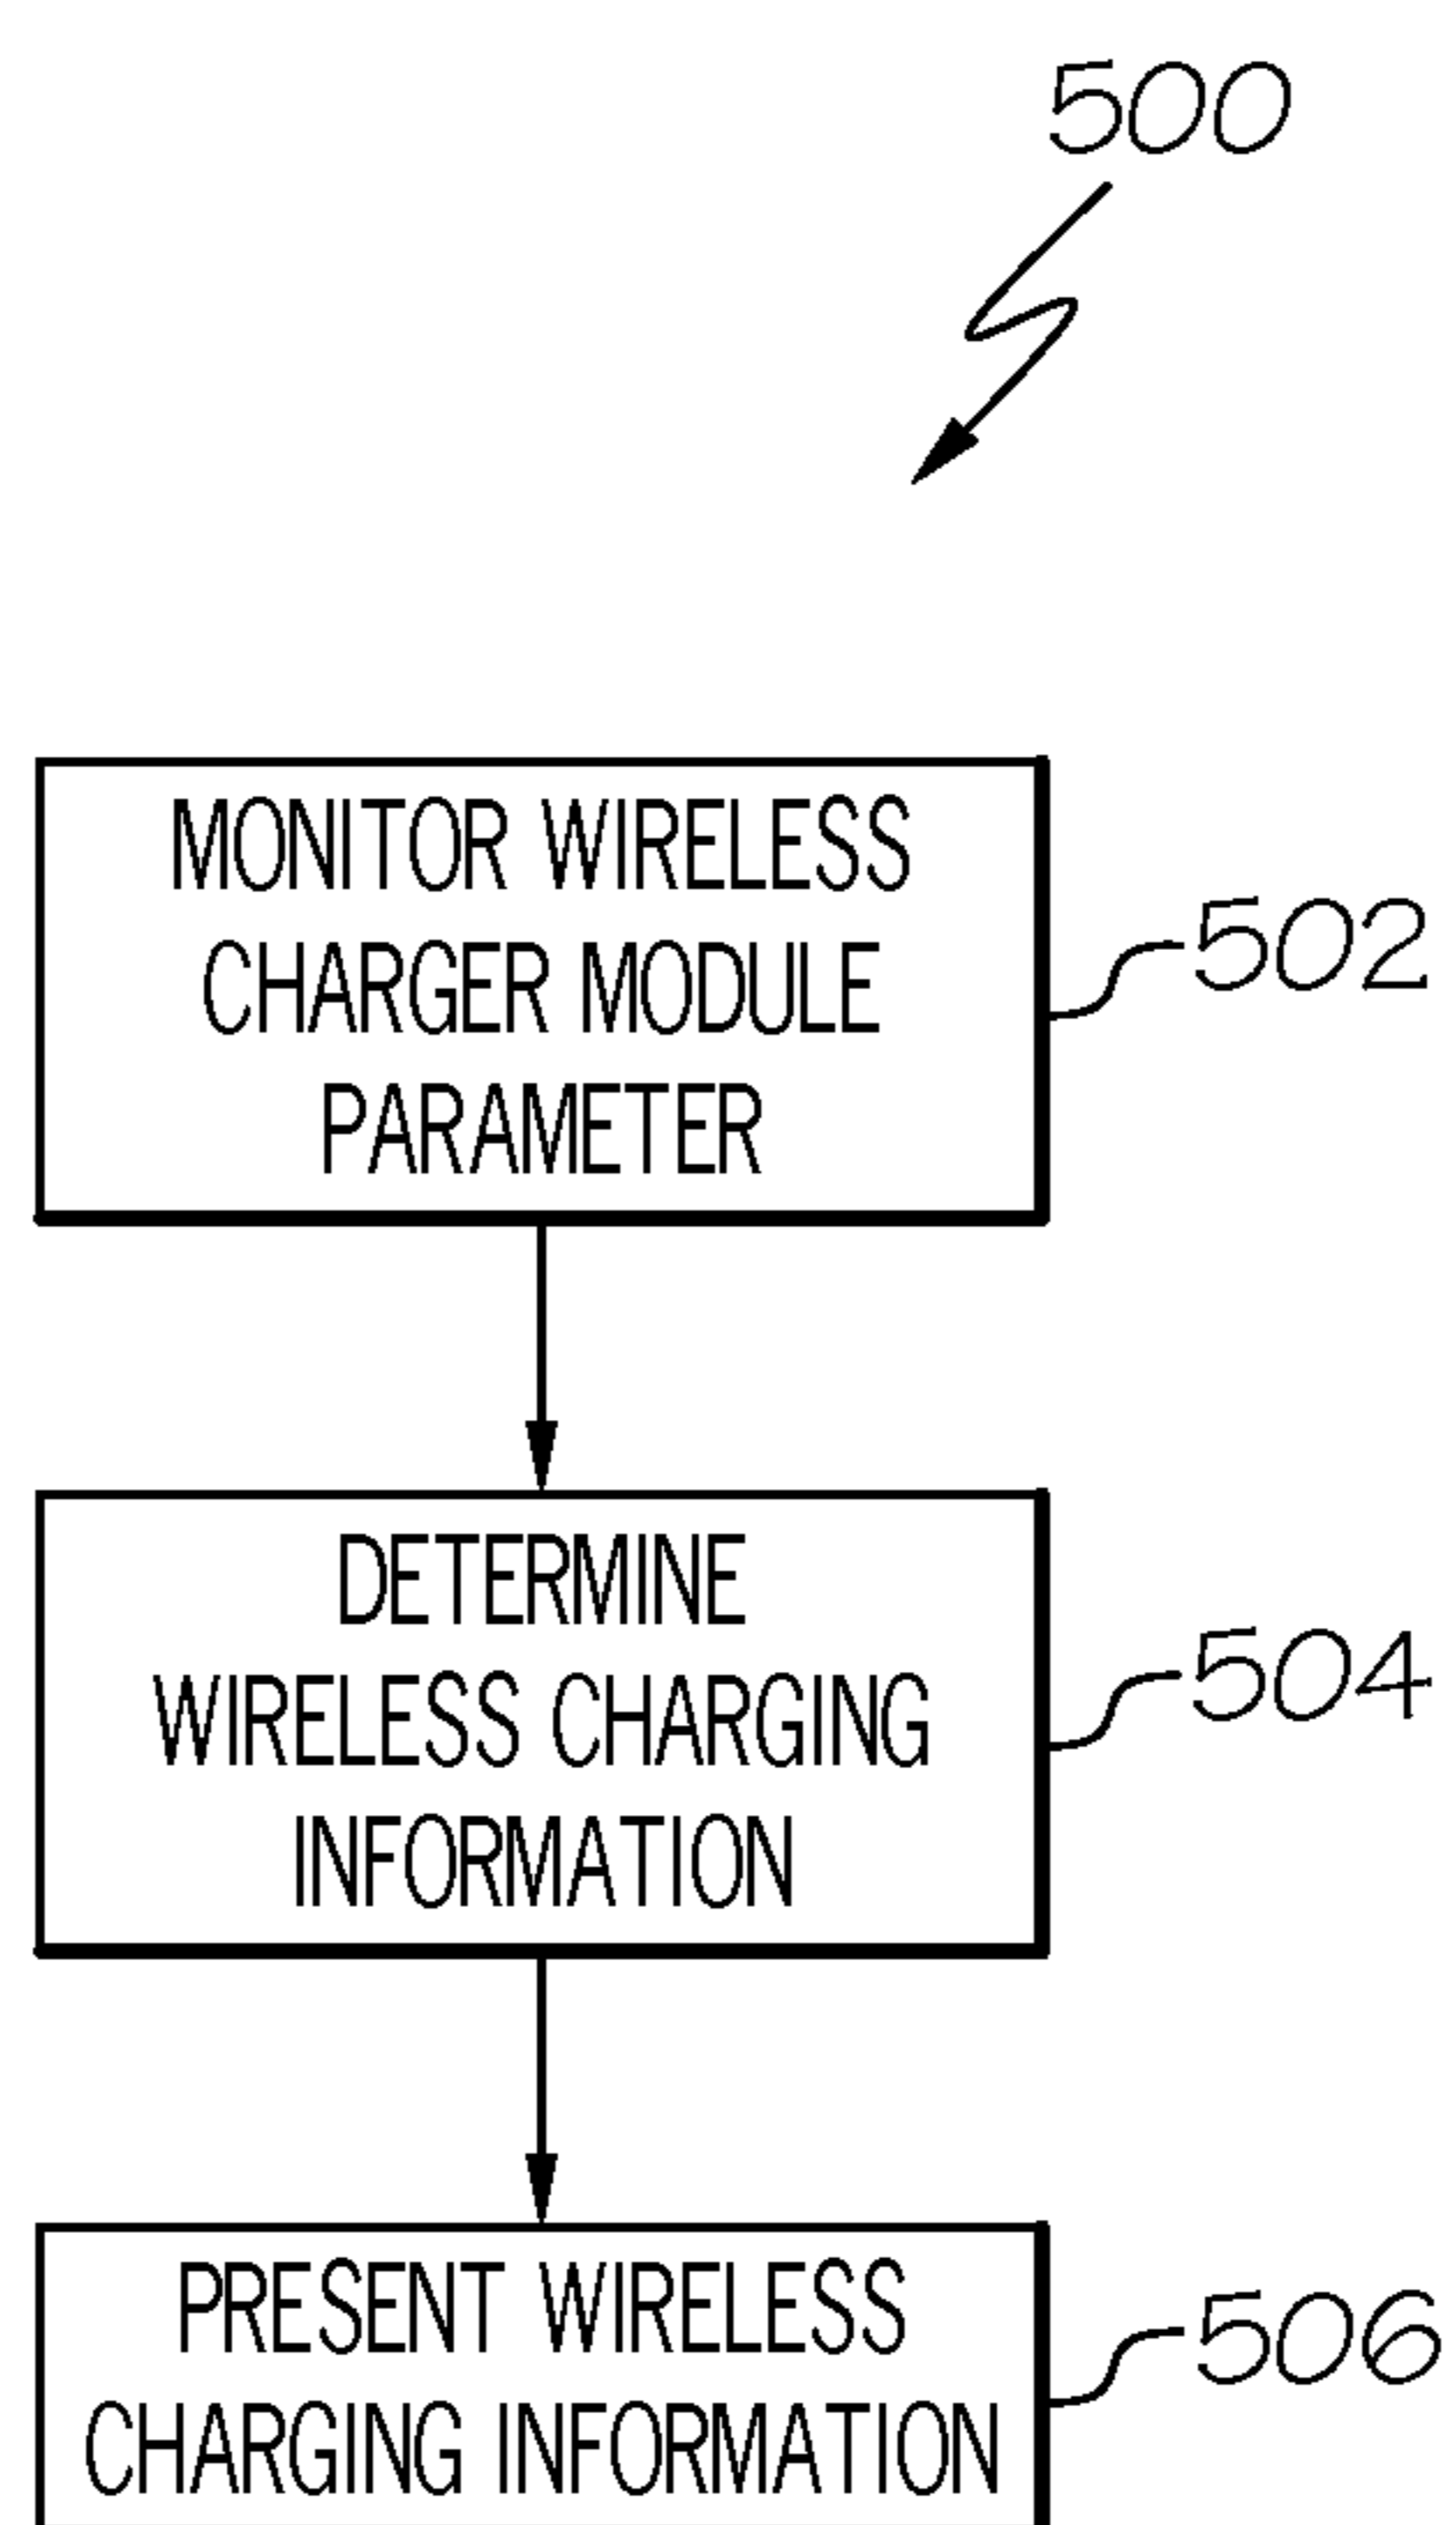 500
MONITOR WIRELESS
CHARGER MODULE
PARAMETER
502
DETERMINE
WIRELESS CHARGING
INFORMATION
504
PRESENT WIRELESS
CHARGING INFORMATION
506